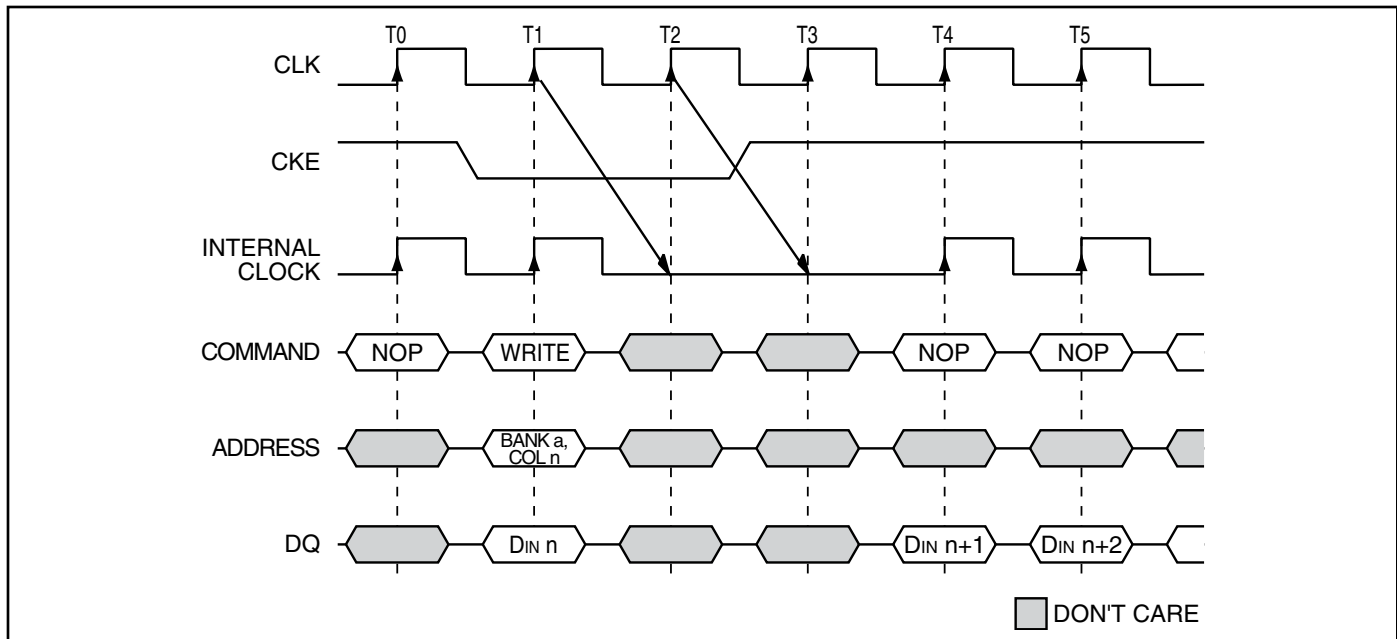 T0 T1 T2 T3 T4 T5
CLK
CKE
INTERNAL
CLOCK
COMMAND NOP WRITE NOP NOP
ADDRESS BANK a,
COL n
DQ DIN n DIN n+1 DIN n+2
DON'T CARE